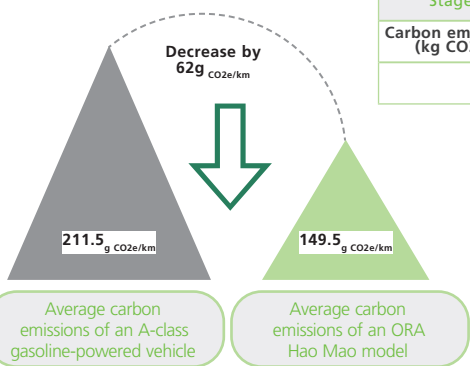 Stage
Carbon em
(kg CO
Decrease by
62g CO2e/km
211.5g CO2e/km
149.5g CO2e/km
Average carbon
emissions of an A-class
gasoline-powered vehicle
Average carbon
emissions of an ORA
Hao Mao model